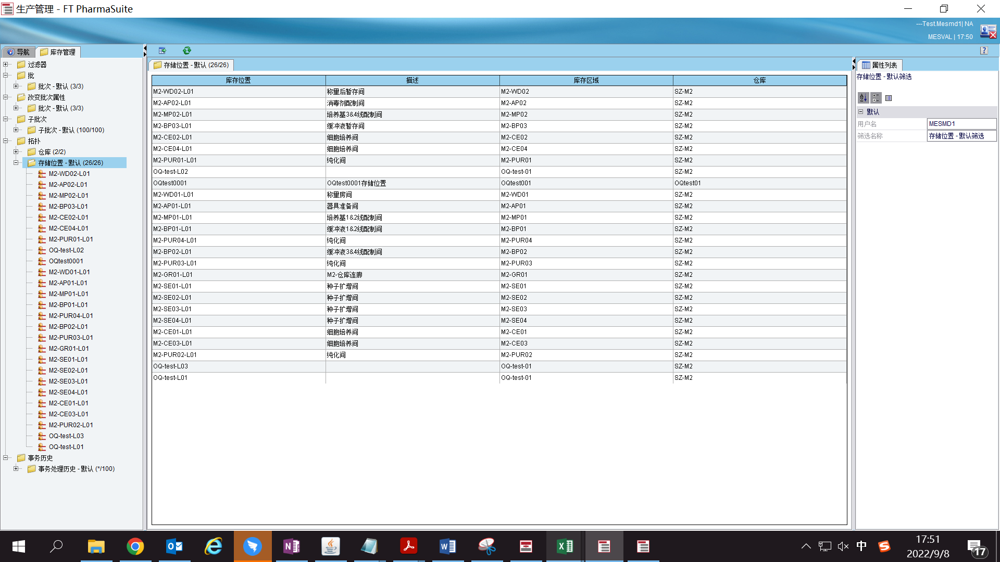 生产管理 - FT PharmaSuite
---Test.Mesmd1| NA
MESVAL | 17:50
导航
库存管理
过滤器
批
批次 - 默认 (3/3)
改变批次属性
批次 - 默认 (3/3)
子批次
子批次 - 默认 (100/100)
拓扑
仓库 (2/2)
存储位置 - 默认 (26/26)
M2-WD02-L01
M2-AP02-L01
M2-MP02-L01
M2-BP03-L01
M2-CE02-L01
M2-CE04-L01
M2-PUR01-L01
OQ-test-L02
OQtest0001
M2-WD01-L01
M2-AP01-L01
M2-MP01-L01
M2-BP01-L01
M2-PUR04-L01
M2-BP02-L01
M2-PUR03-L01
M2-GR01-L01
M2-SE01-L01
M2-SE02-L01
M2-SE03-L01
M2-SE04-L01
M2-CE01-L01
M2-CE03-L01
M2-PUR02-L01
OQ-test-L03
OQ-test-L01
事务历史
事务处理历史 - 默认 (*/100)
存储位置 - 默认 (26/26)
库存位置 描述 库存区域 仓库
M2-WD02-L01 称量后暂存间 M2-WD02 SZ-M2
M2-AP02-L01 消毒剂配制间 M2-AP02 SZ-M2
M2-MP02-L01 培养基3&4线配制间 M2-MP02 SZ-M2
M2-BP03-L01 缓冲液暂存间 M2-BP03 SZ-M2
M2-CE02-L01 细胞培养间 M2-CE02 SZ-M2
M2-CE04-L01 细胞培养间 M2-CE04 SZ-M2
M2-PUR01-L01 纯化间 M2-PUR01 SZ-M2
OQ-test-L02 OQ-test-01 SZ-M2
OQtest0001 OQtest0001存储位置 OQtest001 OQtest01
M2-WD01-L01 称量房间 M2-WD01 SZ-M2
M2-AP01-L01 器具准备间 M2-AP01 SZ-M2
M2-MP01-L01 培养基1&2线配制间 M2-MP01 SZ-M2
M2-BP01-L01 缓冲液1&2线配制间 M2-BP01 SZ-M2
M2-PUR04-L01 纯化间 M2-PUR04 SZ-M2
M2-BP02-L01 缓冲液3&4线配制间 M2-BP02 SZ-M2
M2-PUR03-L01 纯化间 M2-PUR03 SZ-M2
M2-GR01-L01 M2-仓库连廊 M2-GR01 SZ-M2
M2-SE01-L01 种子扩增间 M2-SE01 SZ-M2
M2-SE02-L01 种子扩增间 M2-SE02 SZ-M2
M2-SE03-L01 种子扩增间 M2-SE03 SZ-M2
M2-SE04-L01 种子扩增间 M2-SE04 SZ-M2
M2-CE01-L01 细胞培养间 M2-CE01 SZ-M2
M2-CE03-L01 细胞培养间 M2-CE03 SZ-M2
M2-PUR02-L01 纯化间 M2-PUR02 SZ-M2
OQ-test-L03 OQ-test-01 SZ-M2
OQ-test-L01 OQ-test-01 SZ-M2
属性列表
存储位置 - 默认筛选
默认
用户名 MESMD1
筛选名称 存储位置 - 默认筛选
中
17:51
2022/9/8
17